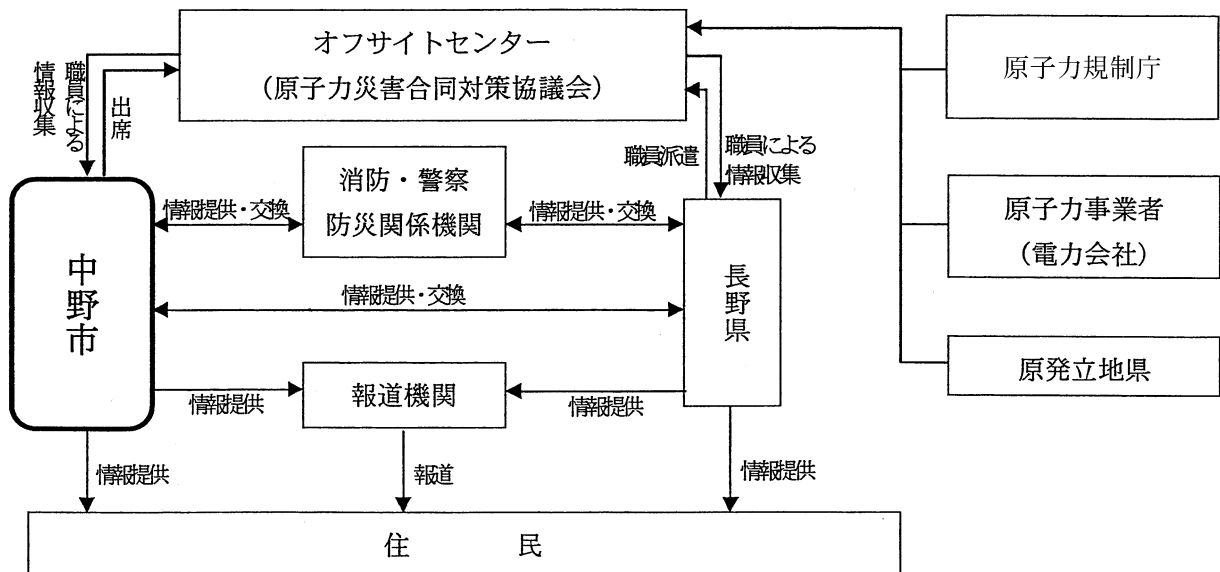 オフサイトセンター
(原子力災害合同対策協議会)
原子力規制庁
職員による
情報収集
出席
職員派遣
職員による
情報収集
消防・警察
防災関係機関
情報提供・交換
情報提供・交換
原子力事業者
(電力会社)
中野市
長野県
情報提供・交換
報道機関
情報提供
情報提供
原発立地県
情報提供
報道
情報提供
住民